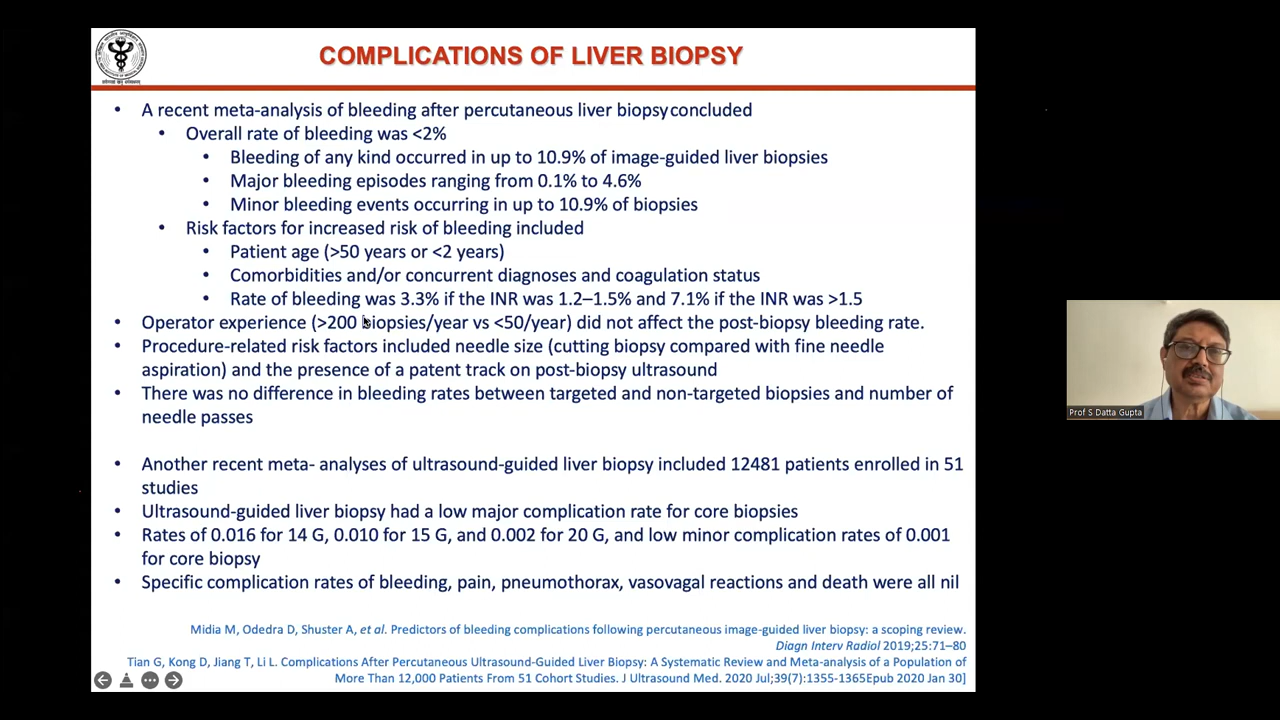 COMPLICATIONS OF LIVER BIOPSY
• A recent meta-analysis of bleeding after percutaneous liver biopsy concluded
• Overall rate of bleeding was <2%
• Bleeding of any kind occurred in up to 10.9% of image-guided liver biopsies
• Major bleeding episodes ranging from 0.1% to 4.6%
• Minor bleeding events occurring in up to 10.9% of biopsies
• Risk factors for increased risk of bleeding included
• Patient age (>50 years or <2 years)
• Comorbidities and/or concurrent diagnoses and coagulation status
• Rate of bleeding was 3.3% if the INR was 1.2–1.5% and 7.1% if the INR was >1.5
• Operator experience (>200 biopsies/year vs <50/year) did not affect the post-biopsy bleeding rate.
• Procedure-related risk factors included needle size (cutting biopsy compared with fine needle
aspiration) and the presence of a patent track on post-biopsy ultrasound
• There was no difference in bleeding rates between targeted and non-targeted biopsies and number of
needle passes
• Another recent meta- analyses of ultrasound-guided liver biopsy included 12481 patients enrolled in 51
studies
• Ultrasound-guided liver biopsy had a low major complication rate for core biopsies
• Rates of 0.016 for 14 G, 0.010 for 15 G, and 0.002 for 20 G, and low minor complication rates of 0.001
for core biopsy
• Specific complication rates of bleeding, pain, pneumothorax, vasovagal reactions and death were all nil
Midia M, Odedra D, Shuster A, et al. Predictors of bleeding complications following percutaneous image-guided liver biopsy: a scoping review.
Diagn Interv Radiol 2019;25:71–80
Tian G, Kong D, Jiang T, Li L. Complications After Percutaneous Ultrasound-Guided Liver Biopsy: A Systematic Review and Meta-analysis of a Population of
More Than 12,000 Patients From 51 Cohort Studies. J Ultrasound Med. 2020 Jul;39(7):1355-1365Epub 2020 Jan 30]
Prof S Datta Gupta